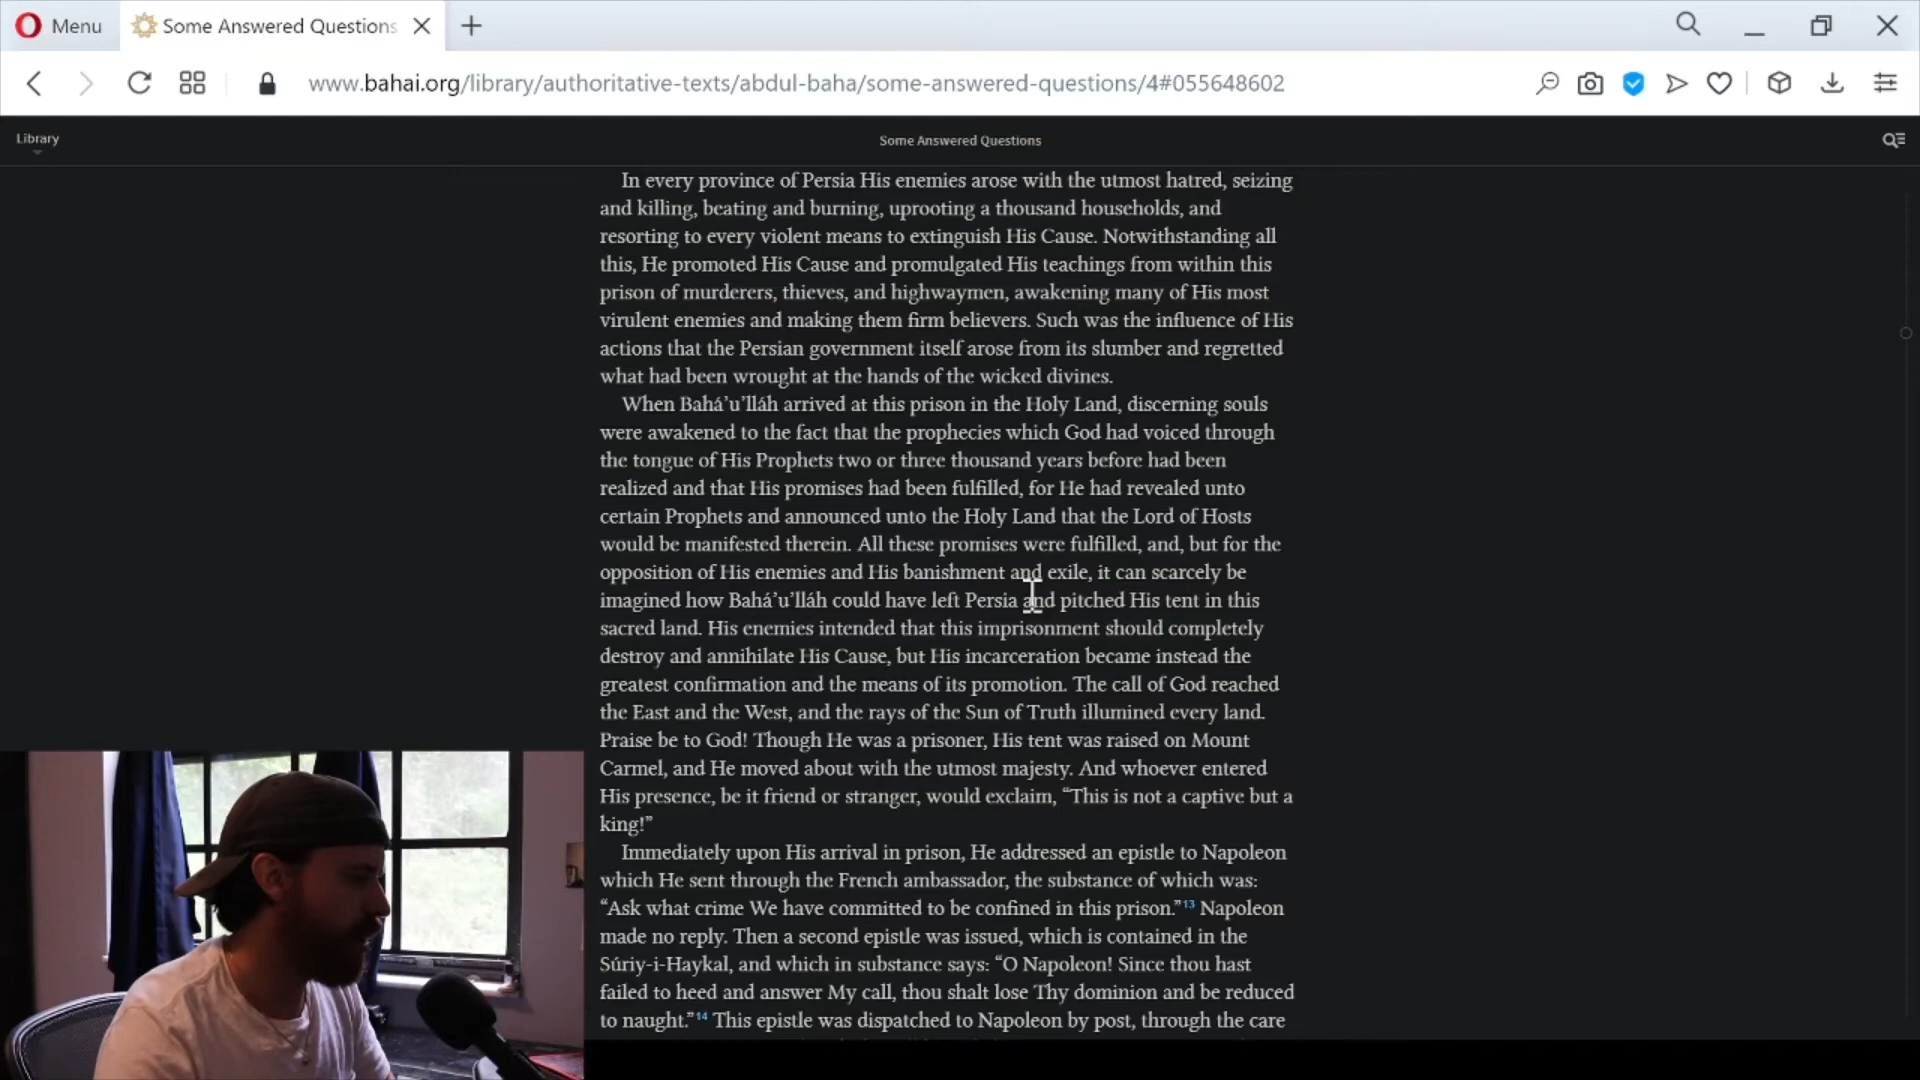 Menu
Some Answered Questions
www.bahai.org/library/authoritative-texts/abdul-baha/some-answered-questions/4#055648602
Library
Some Answered Questions
In every province of Persia His enemies arose with the utmost hatred, seizing
and killing, beating and burning, uprooting a thousand households, and
resorting to every violent means to extinguish His Cause. Notwithstanding all
this, He promoted His Cause and promulgated His teachings from within this
prison of murderers, thieves, and highwaymen, awakening many of His most
virulent enemies and making them firm believers. Such was the influence of His
actions that the Persian government itself arose from its slumber and regretted
what had been wrought at the hands of the wicked divines.
When Bahá’u’lláh arrived at this prison in the Holy Land, discerning souls
were awakened to the fact that the prophecies which God had voiced through
the tongue of His Prophets two or three thousand years before had been
realized and that His promises had been fulfilled, for He had revealed unto
certain Prophets and announced unto the Holy Land that the Lord of Hosts
would be manifested therein. All these promises were fulfilled, and, but for the
opposition of His enemies and His banishment and exile, it can scarcely be
imagined how Bahá’u’lláh could have left Persia and pitched His tent in this
sacred land. His enemies intended that this imprisonment should completely
destroy and annihilate His Cause, but His incarceration became instead the
greatest confirmation and the means of its promotion. The call of God reached
the East and the West, and the rays of the Sun of Truth illumined every land.
Praise be to God! Though He was a prisoner, His tent was raised on Mount
Carmel, and He moved about with the utmost majesty. And whoever entered
His presence, be it friend or stranger, would exclaim, “This is not a captive but a
king!”
Immediately upon His arrival in prison, He addressed an epistle to Napoleon
which He sent through the French ambassador, the substance of which was:
“Ask what crime We have committed to be confined in this prison.”13 Napoleon
made no reply. Then a second epistle was issued, which is contained in the
Súriy-i-Haykal, and which in substance says: “O Napoleon! Since thou hast
failed to heed and answer My call, thou shalt lose Thy dominion and be reduced
to naught.”14 This epistle was dispatched to Napoleon by post, through the care